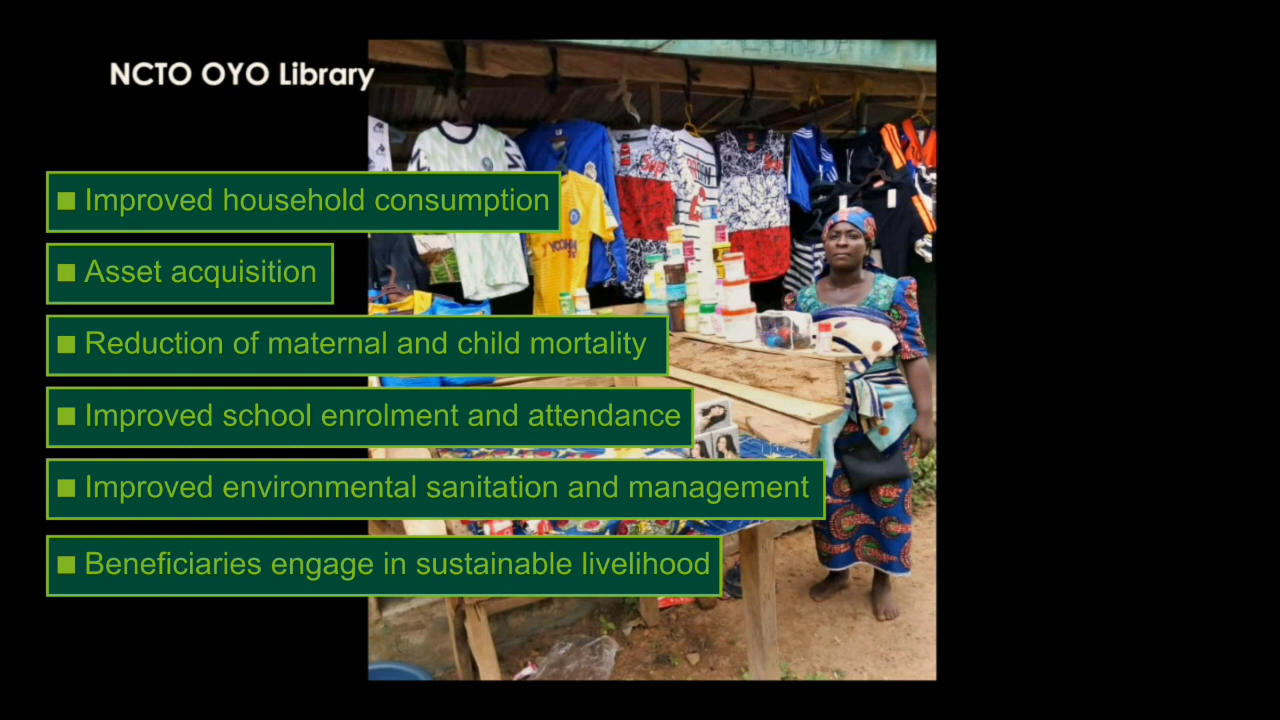 NCTO OYO Library
Improved household consumption
Asset acquisition
Reduction of maternal and child mortality
Improved school enrolment and attendance
Improved environmental sanitation and management
Beneficiaries engage in sustainable livelihood